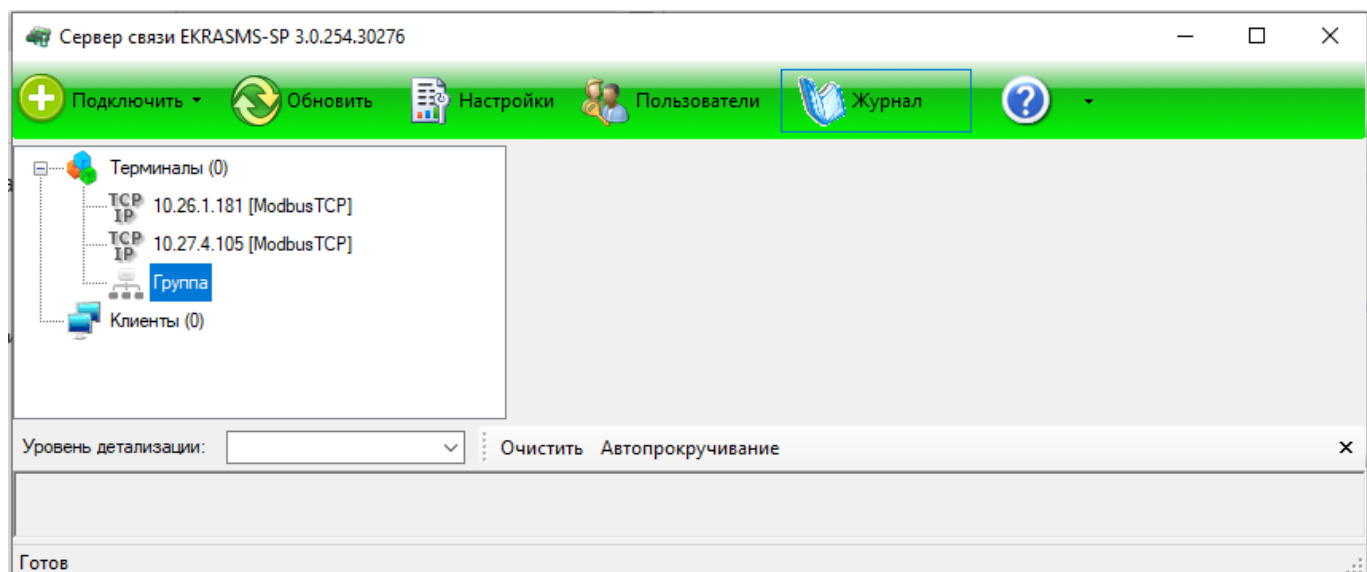 Сервер связи EKRASMS-SP 3.0.254.30276
Подключить Обновить Настройки Пользователи Журнал ?
Терминалы (0)
TCP IP 10.26.1.181 [ModbusTCP]
TCP IP 10.27.4.105 [ModbusTCP]
Группа
Клиенты (0)
Уровень детализации: Очистить Автопрокручивание
Готов